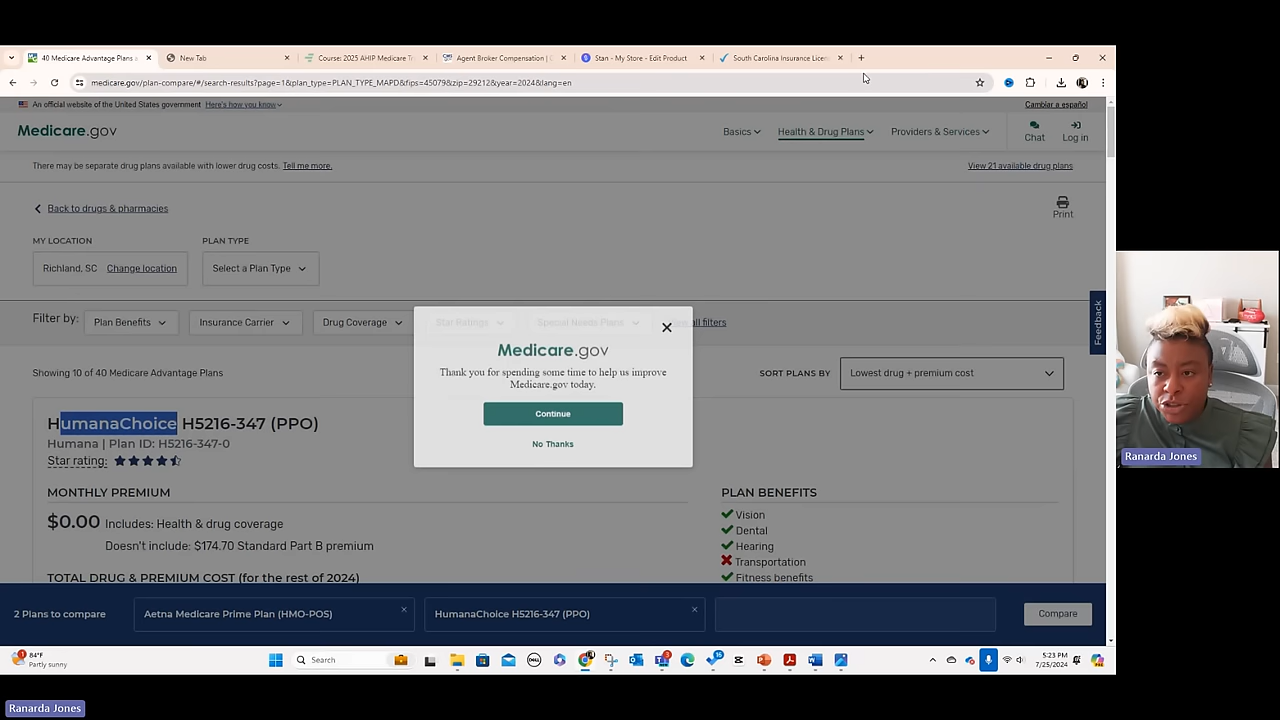 40 Medicare Advantage Plans a
New Tab
Course: 2025 AHIP Medicare Tr
Agent Broker Compensation | C
Stan - My Store - Edit Product
South Carolina Insurance Licen
medicare.gov/plan-compare/#/search-results?page=1&plan_type=PLAN_TYPE_MAPD&fips=45079&zip=29212&year=2024&lang=en
An official website of the United States government Here's how you know
Cambiar a español
Medicare.gov
Basics Health & Drug Plans Providers & Services Chat Log in
There may be separate drug plans available with lower drug costs. Tell me more.
View 21 available drug plans
Back to drugs & pharmacies
Print
MY LOCATION
PLAN TYPE
Richland, SC Change location
Select a Plan Type
Filter by: Plan Benefits Insurance Carrier Drug Coverage Star Ratings Special Needs Plans all filters
Feedback
Medicare.gov
Thank you for spending some time to help us improve
Medicare.gov today.
Continue
No Thanks
Showing 10 of 40 Medicare Advantage Plans
SORT PLANS BY Lowest drug + premium cost
HumanaChoice H5216-347 (PPO)
Humana | Plan ID: H5216-347-0
Star rating:
MONTHLY PREMIUM
$0.00 Includes: Health & drug coverage
Doesn't include: $174.70 Standard Part B premium
TOTAL DRUG & PREMIUM COST (for the rest of 2024)
PLAN BENEFITS
Vision
Dental
Hearing
Transportation
Fitness benefits
2 Plans to compare
Aetna Medicare Prime Plan (HMO-POS)
HumanaChoice H5216-347 (PPO)
Compare
84°F
Partly sunny
Search
5:23 PM
7/25/2024
Ranarda Jones
Ranarda Jones